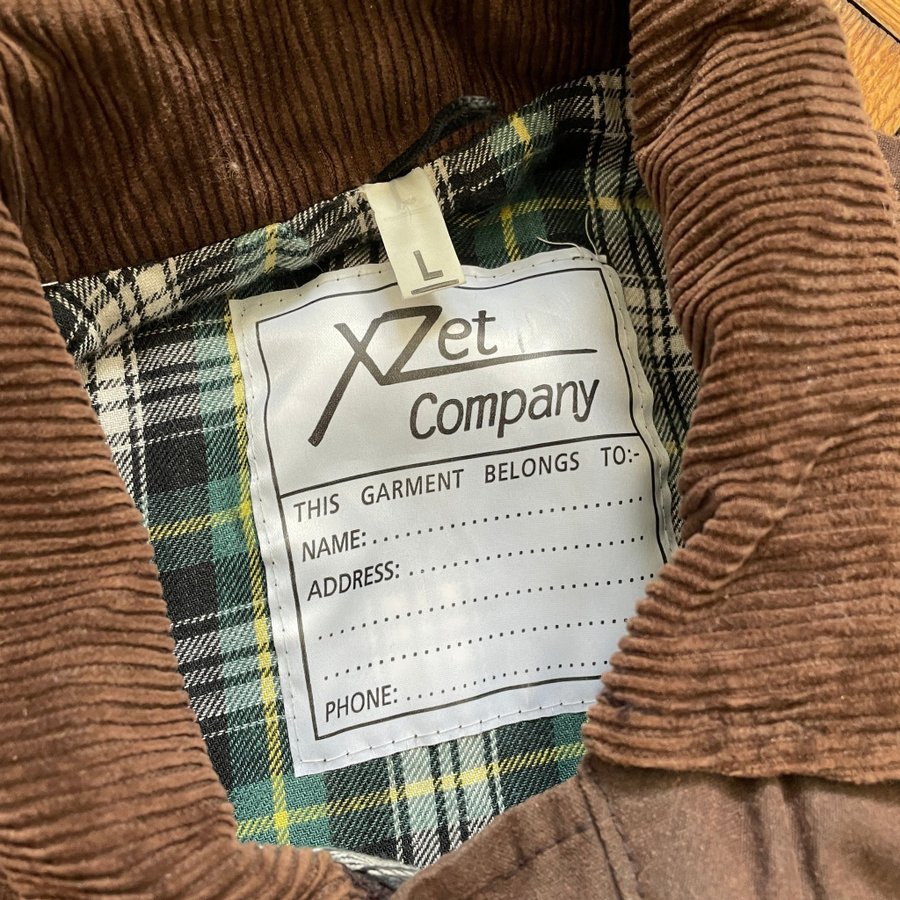 L
XZet
Company
THIS GARMENT BELONGS TO:-
NAME:..............................
ADDRESS:..........................
........................................
........................................
PHONE:......................